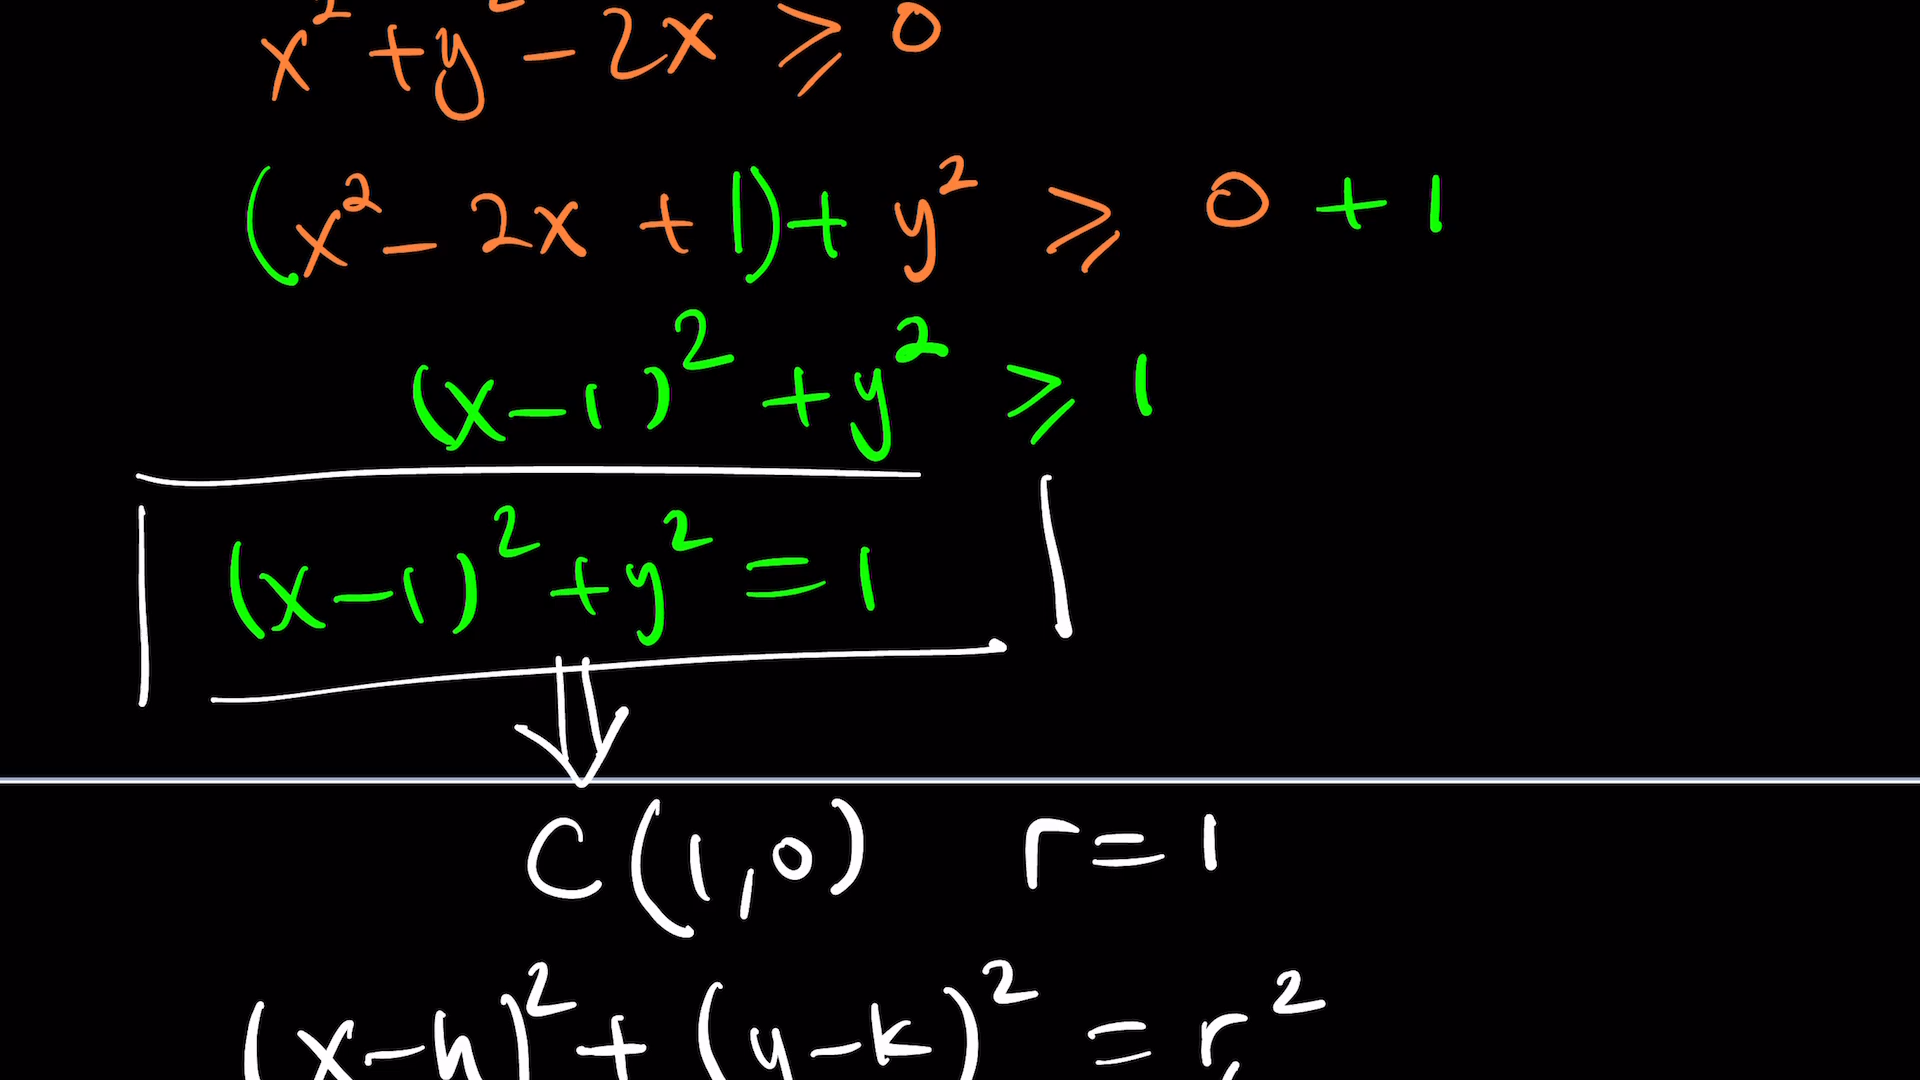 x² + y² - 2x ⩾ 0
(x² - 2x + 1) + y² ⩾ 0 + 1
(x-1)² + y² ⩾ 1
(x-1)² + y² = 1
C(1,0) r = 1
(x-h)² + (y-k)² = r²